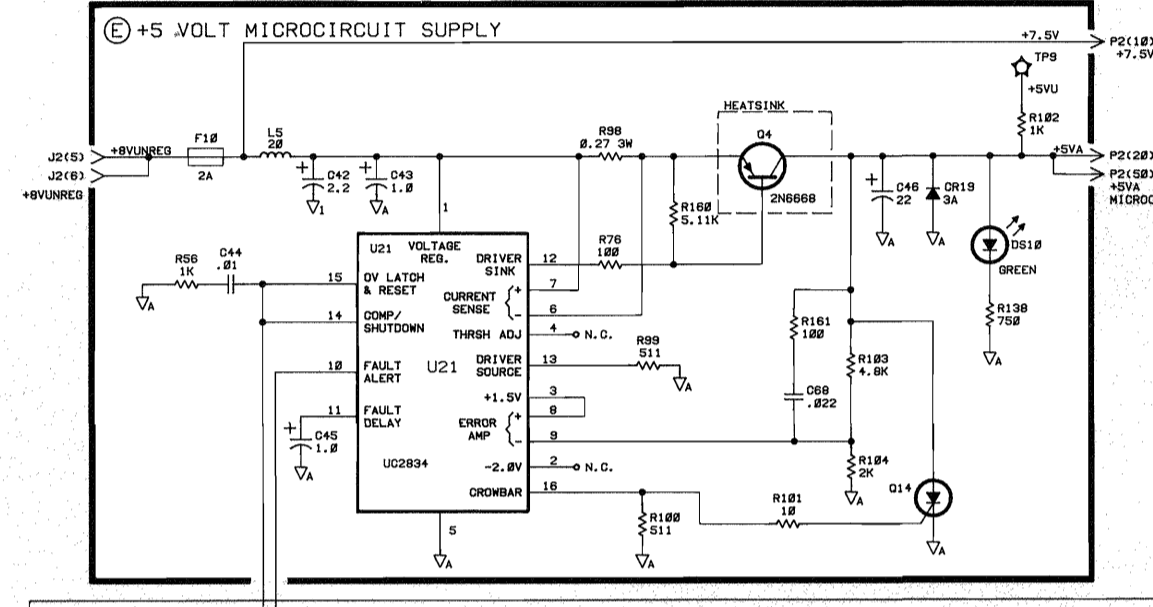 E +5 VOLT MICROCIRCUIT SUPPLY
+7.5V
P2(10)
+7.5V
TP9
+5VU
HEATSINK
R102
1K
F10
L5
20
R98
0.27 3W
Q4
J2(5)
+8VUNREG
+5VA
P2(20)
J2(6)
2A
C42
2.2
C43
1.0
C46
22
CR19
3A
P2(50)
+5VA
MICROC
+8VUNREG
1
A
2N6668
R160
5.11K
1
A
A
U21
VOLTAGE
REG.
R76
100
DS10
GREEN
R56
1K
C44
.01
DRIVER
SINK
12
A
15
OV LATCH
& RESET
CURRENT
SENSE
+
7
-
6
R138
750
14
COMP/
SHUTDOWN
THRSH ADJ
4
N.C.
R161
100
R99
511
A
10
FAULT
ALERT
U21
DRIVER
SOURCE
13
A
R103
4.8K
+1.5V
3
C68
.022
11
FAULT
DELAY
ERROR
AMP
+
8
-
9
C45
1.0
A
UC2834
-2.0V
2
N.C.
R104
2K
CROWBAR
16
A
Q14
R101
10
R100
511
5
A
A
A